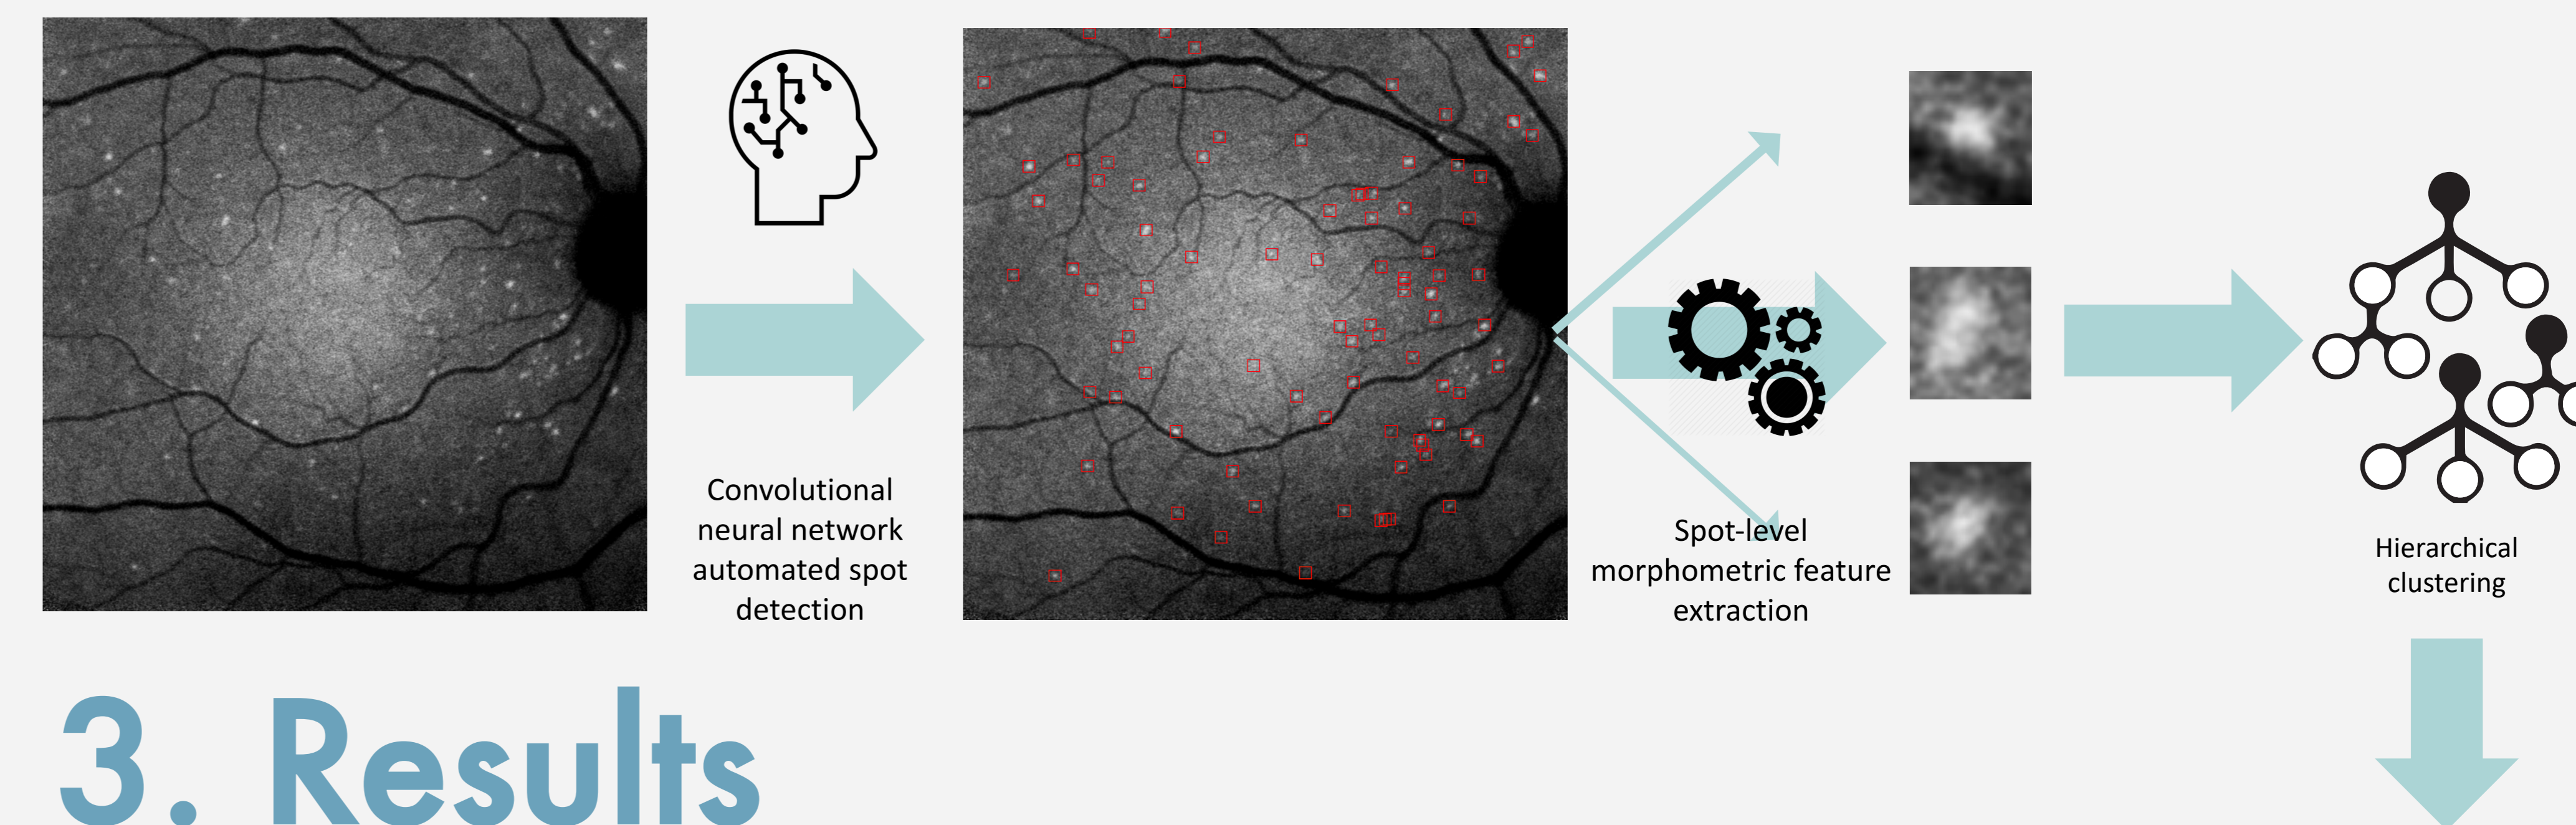 Convolutional
neural network
automated spot
detection
Spot-level
morphometric feature
extraction
Hierarchical
clustering
3. Results